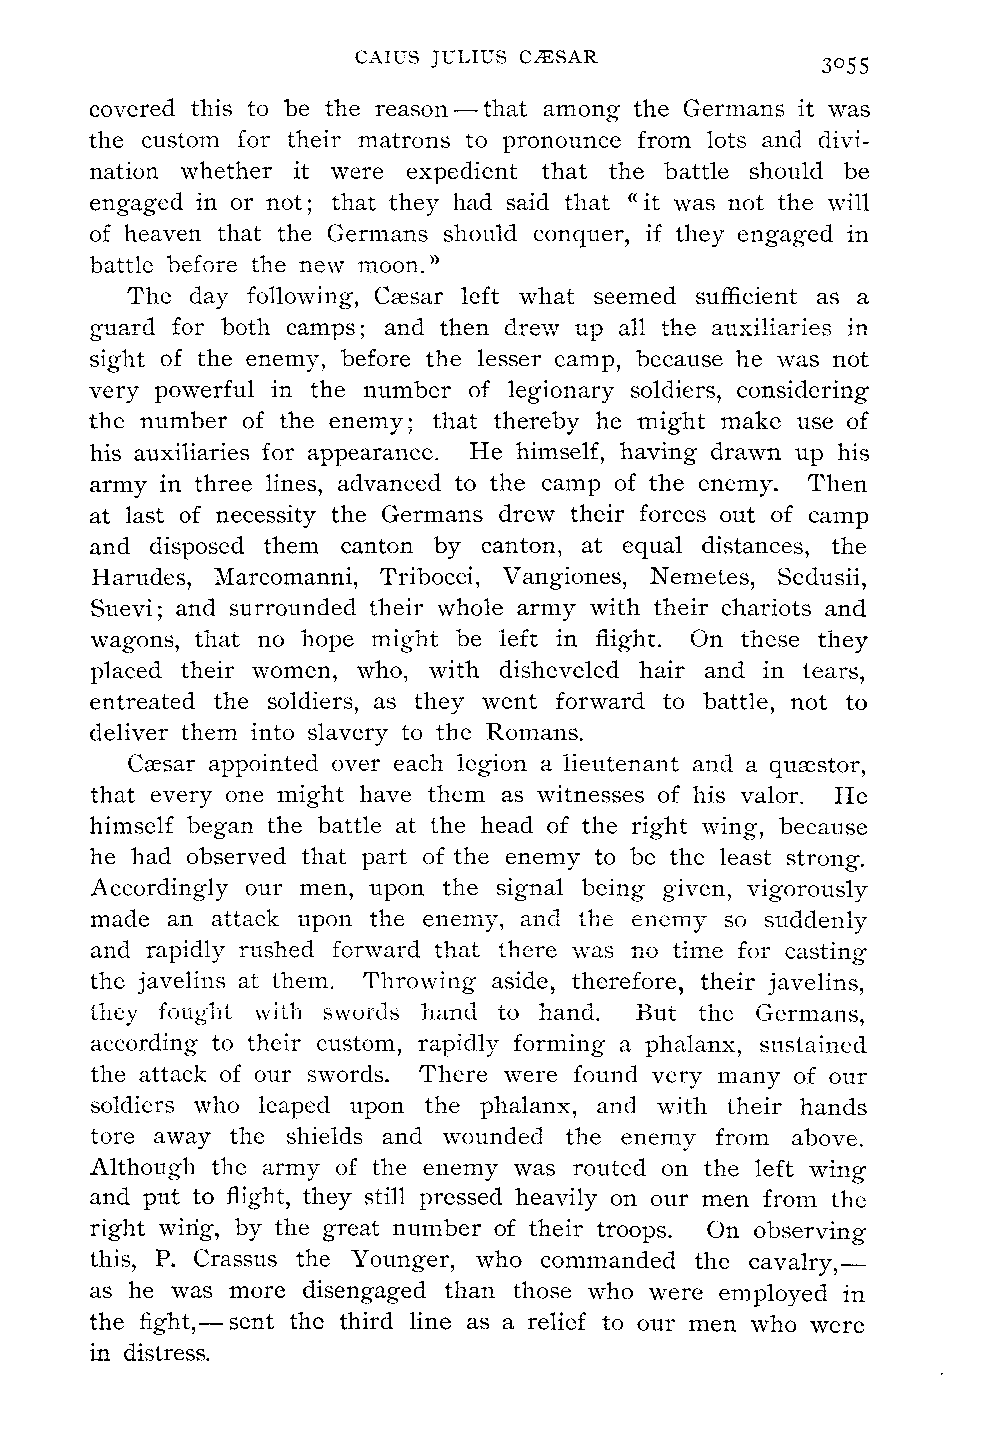 CAIUS JULIUS CÆSAR
3055
covered this to be the reason — that among the Germans it was
the custom for their matrons to pronounce from lots and divi-
nation whether it were expedient that the battle should be
engaged in or not; that they had said that "it was not the will
of heaven that the Germans should conquer, if they engaged in
battle before the new moon."
The day following, Cæsar left what seemed sufficient as a
guard for both camps; and then drew up all the auxiliaries in
sight of the enemy, before the lesser camp, because he was not
very powerful in the number of legionary soldiers, considering
the number of the enemy; that thereby he might make use of
his auxiliaries for appearance. He himself, having drawn up his
army in three lines, advanced to the camp of the enemy. Then
at last of necessity the Germans drew their forces out of camp
and disposed them canton by canton, at equal distances, the
Harudes, Marcomanni, Tribocci, Vangiones, Nemetes, Sedusii,
Suevi; and surrounded their whole army with their chariots and
wagons, that no hope might be left in flight. On these they
placed their women, who, with disheveled hair and in tears,
entreated the soldiers, as they went forward to battle, not to
deliver them into slavery to the Romans.
Cæsar appointed over each legion a lieutenant and a quæstor,
that every one might have them as witnesses of his valor. He
himself began the battle at the head of the right wing, because
he had observed that part of the enemy to be the least strong.
Accordingly our men, upon the signal being given, vigorously
made an attack upon the enemy, and the enemy so suddenly
and rapidly rushed forward that there was no time for casting
the javelins at them. Throwing aside, therefore, their javelins,
they fought with swords hand to hand. But the Germans,
according to their custom, rapidly forming a phalanx, sustained
the attack of our swords. There were found very many of our
soldiers who leaped upon the phalanx, and with their hands
tore away the shields and wounded the enemy from above.
Although the army of the enemy was routed on the left wing
and put to flight, they still pressed heavily on our men from the
right wing, by the great number of their troops. On observing
this, P. Crassus the Younger, who commanded the cavalry,—
as he was more disengaged than those who were employed in
the fight,— sent the third line as a relief to our men who were
in distress.